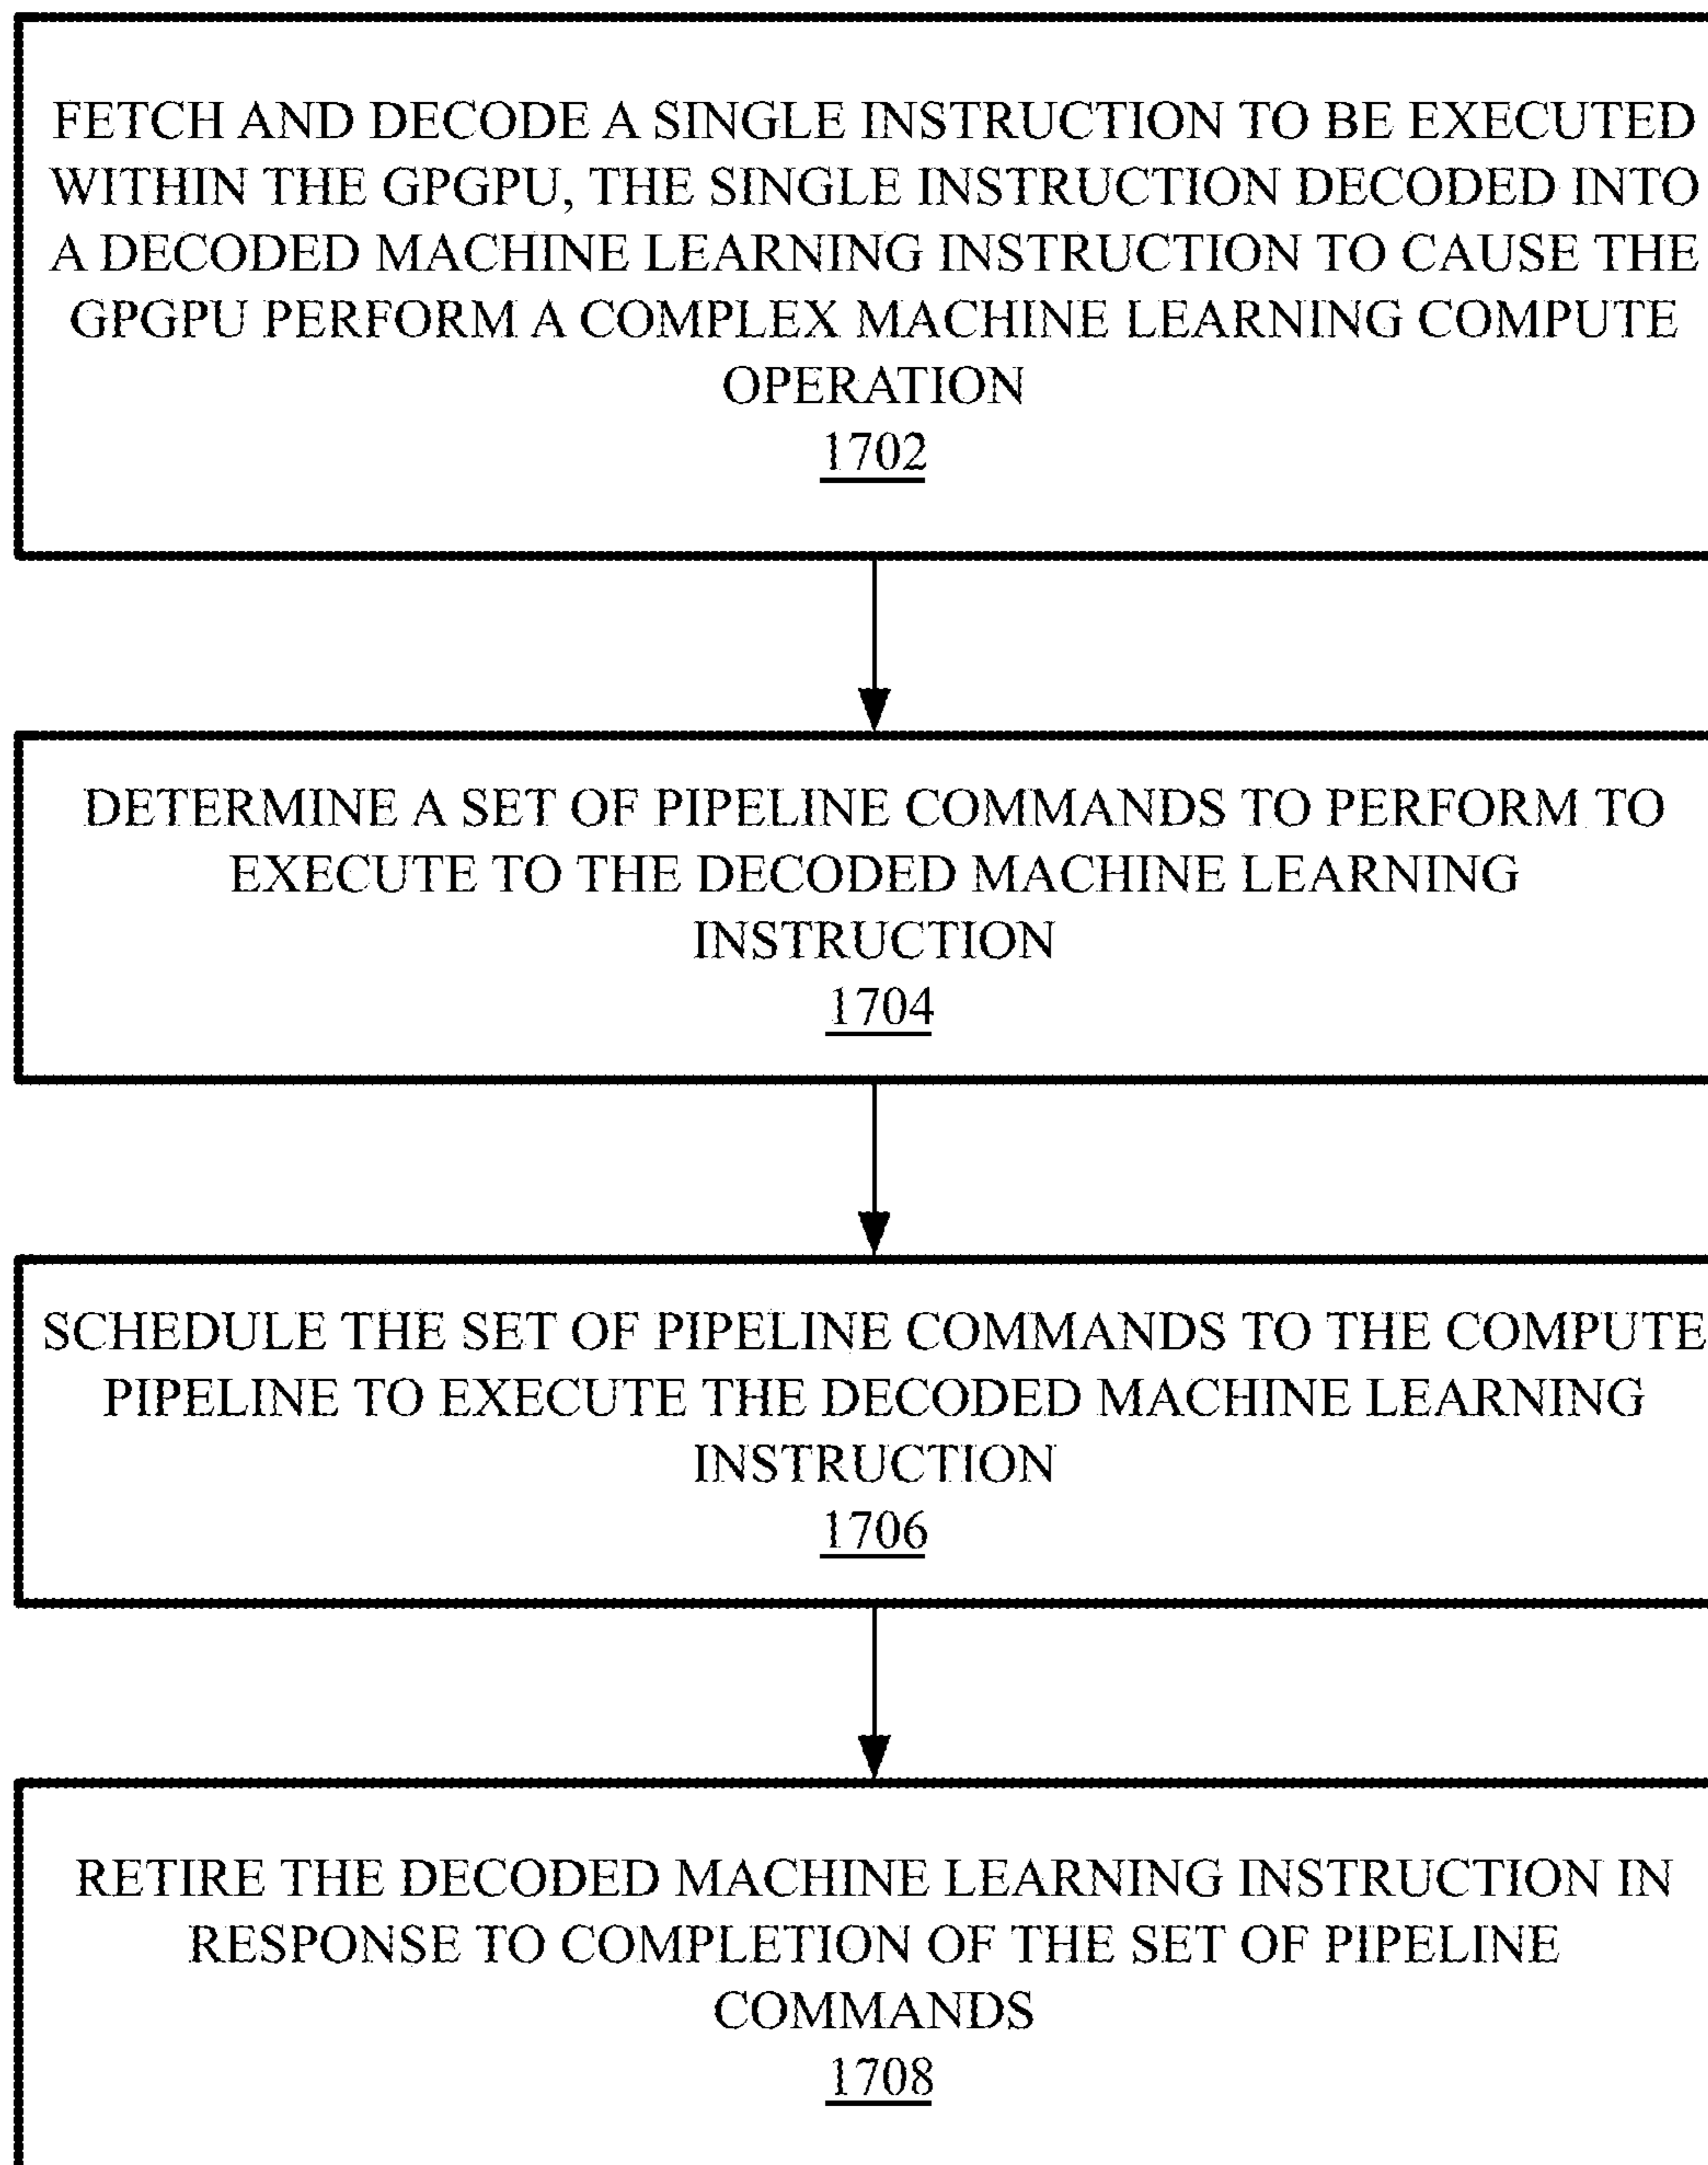 FETCH AND DECODE A SINGLE INSTRUCTION TO BE EXECUTED
WITHIN THE GPGPU, THE SINGLE INSTRUCTION DECODED INTO
A DECODED MACHINE LEARNING INSTRUCTION TO CAUSE THE
GPGPU PERFORM A COMPLEX MACHINE LEARNING COMPUTE
OPERATION
1702
DETERMINE A SET OF PIPELINE COMMANDS TO PERFORM TO
EXECUTE TO THE DECODED MACHINE LEARNING
INSTRUCTION
1704
SCHEDULE THE SET OF PIPELINE COMMANDS TO THE COMPUTE
PIPELINE TO EXECUTE THE DECODED MACHINE LEARNING
INSTRUCTION
1706
RETIRE THE DECODED MACHINE LEARNING INSTRUCTION IN
RESPONSE TO COMPLETION OF THE SET OF PIPELINE
COMMANDS
1708